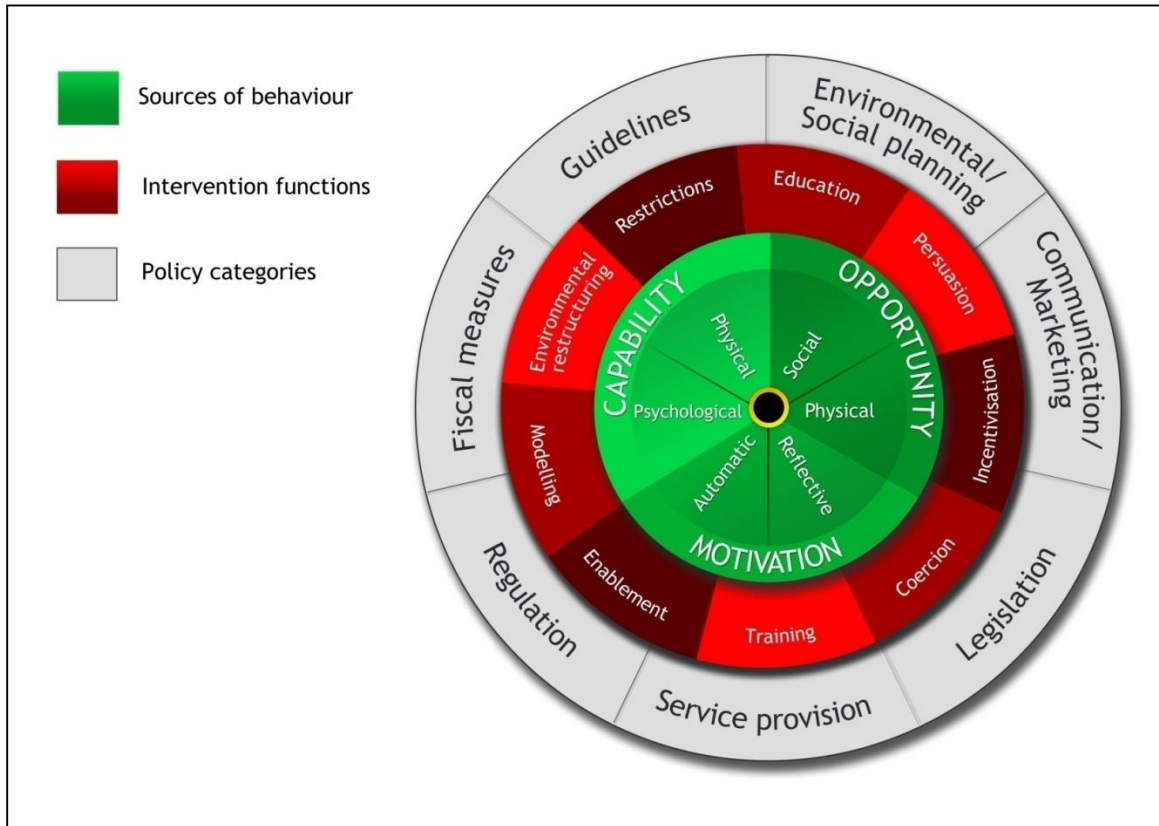 Sources of behaviour
Intervention functions
Policy categories
Guidelines
Environmental/
Social planning
Communication/
Marketing
Legislation
Service provision
Regulation
Fiscal measures
Restrictions
Education
Persuasion
Incentivisation
Coercion
Training
Enablement
Modelling
Environmental
restructuring
CAPABILITY
OPPORTUNITY
MOTIVATION
Physical
Social
Psychological
Physical
Automatic
Reflective